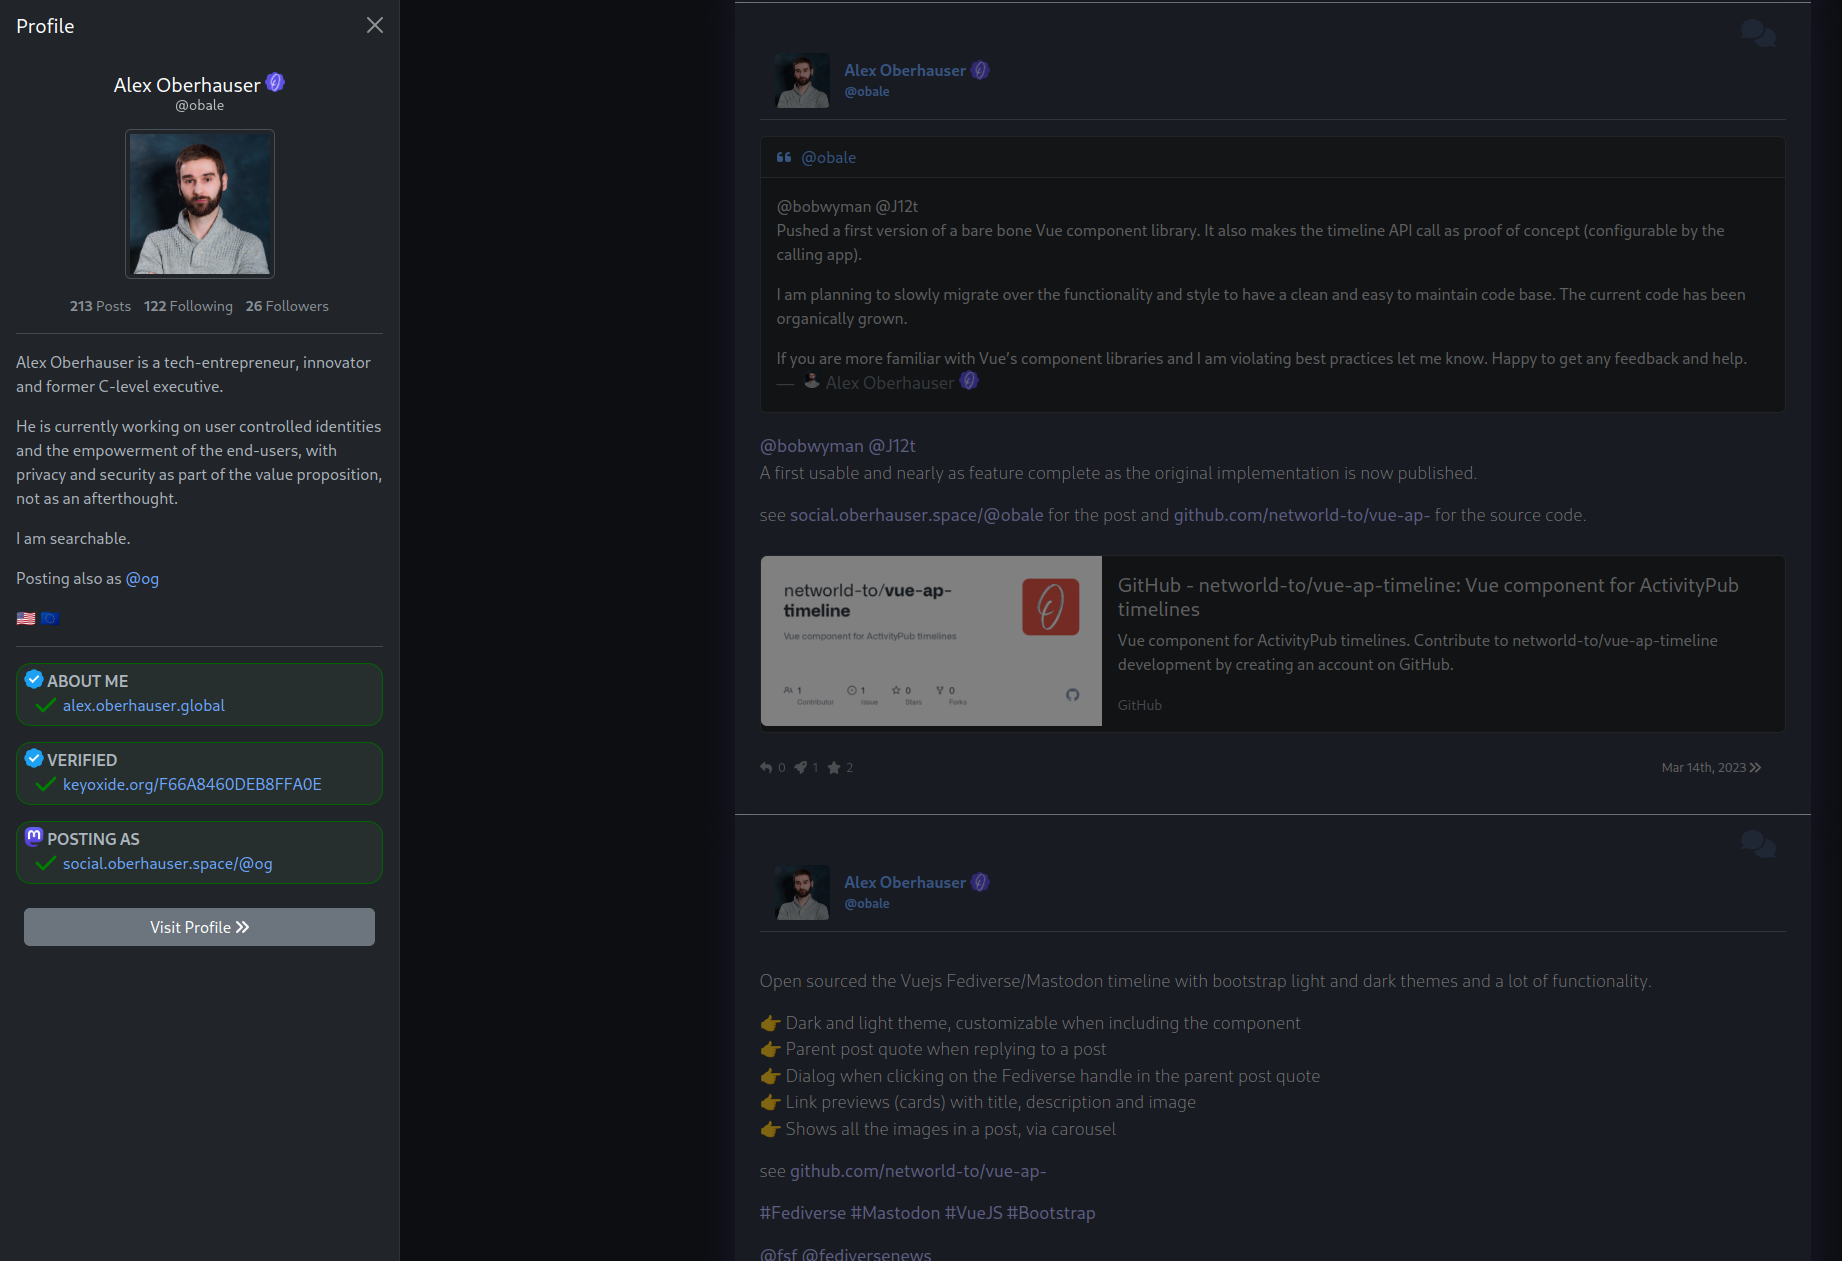 Profile
Alex Oberhauser
@obale
213 Posts 122 Following 26 Followers
Alex Oberhauser is a tech-entrepreneur, innovator
and former C-level executive.
He is currently working on user controlled identities
and the empowerment of the end-users, with
privacy and security as part of the value proposition,
not as an afterthought.
I am searchable.
Posting also as @og
ABOUT ME
alex.oberhauser.global
VERIFIED
keyoxide.org/F66A8460DEB8FFA0E
POSTING AS
social.oberhauser.space/@og
Visit Profile
Alex Oberhauser
@obale
@obale
@bobwyman @J12t
Pushed a first version of a bare bone Vue component library. It also makes the timeline API call as proof of concept (configurable by the
calling app).
I am planning to slowly migrate over the functionality and style to have a clean and easy to maintain code base. The current code has been
organically grown.
If you are more familiar with Vue's component libraries and I am violating best practices let me know. Happy to get any feedback and help.
— Alex Oberhauser
@bobwyman @J12t
A first usable and nearly as feature complete as the original implementation is now published.
see social.oberhauser.space/@obale for the post and github.com/networld-to/vue-ap- for the source code.
networld-to/vue-ap-
timeline
Vue component for ActivityPub timelines
1 Contributor
1 Issue
0 Stars
0 Forks
GitHub - networld-to/vue-ap-timeline: Vue component for ActivityPub
timelines
Vue component for ActivityPub timelines. Contribute to networld-to/vue-ap-timeline
development by creating an account on GitHub.
GitHub
0 1 2
Mar 14th, 2023
Alex Oberhauser
@obale
Open sourced the Vuejs Fediverse/Mastodon timeline with bootstrap light and dark themes and a lot of functionality.
👉 Dark and light theme, customizable when including the component
👉 Parent post quote when replying to a post
👉 Dialog when clicking on the Fediverse handle in the parent post quote
👉 Link previews (cards) with title, description and image
👉 Shows all the images in a post, via carousel
see github.com/networld-to/vue-ap-
#Fediverse #Mastodon #VueJS #Bootstrap
@fsf @fediversenews